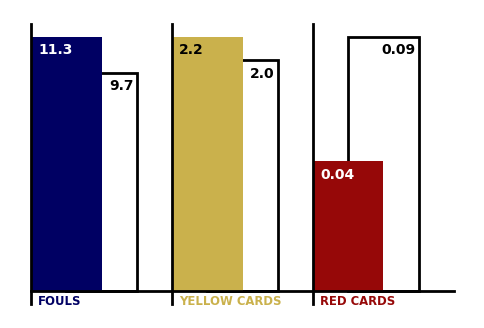 11.3
9.7
FOULS
2.2
2.0
YELLOW CARDS
0.09
0.04
RED CARDS